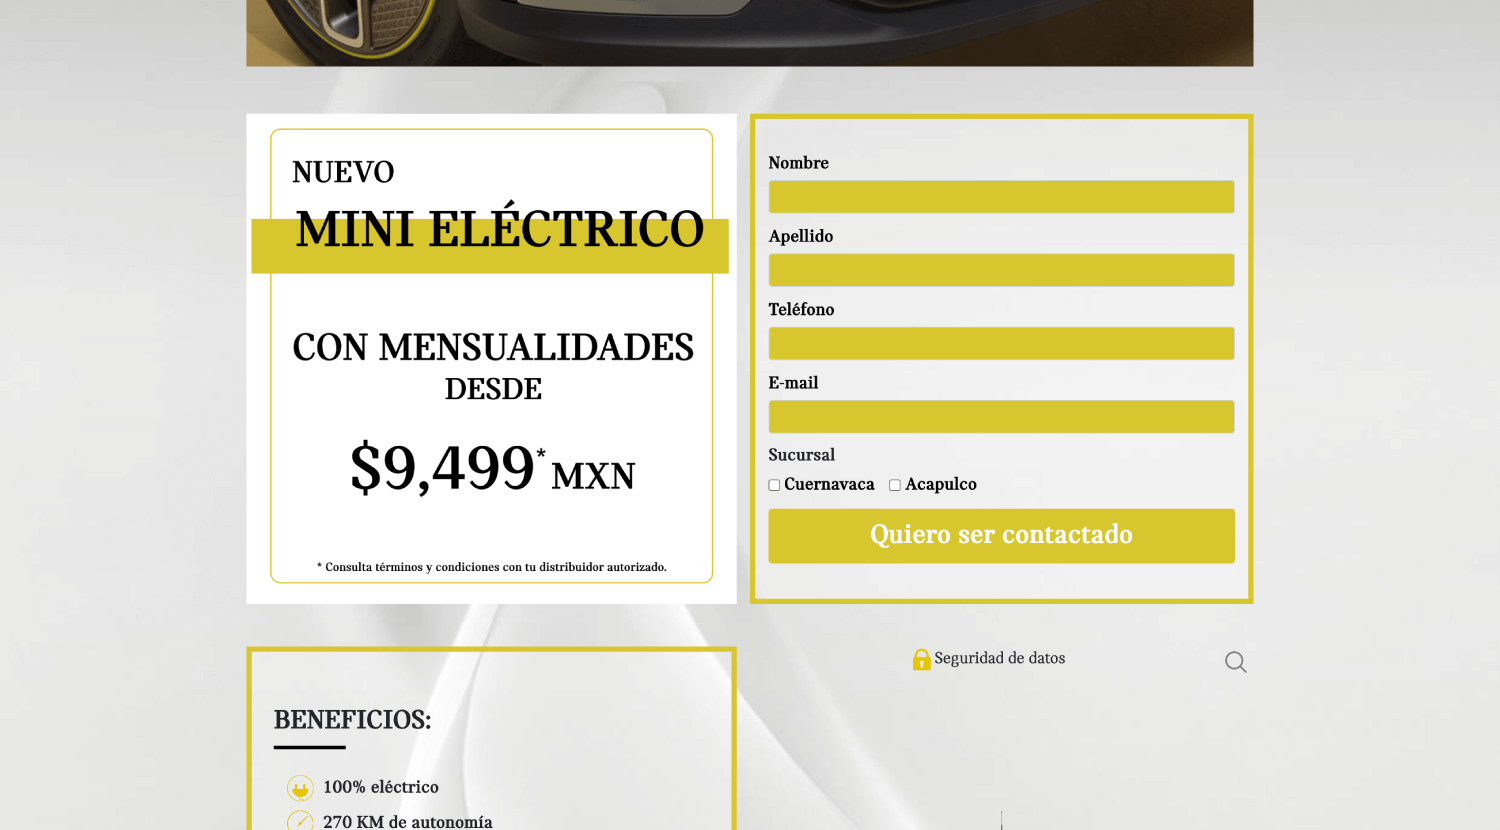 NUEVO
MINI ELÉCTRICO
CON MENSUALIDADES
DESDE
$9,499* MXN
* Consulta términos y condiciones con tu distribuidor autorizado.
Nombre
Apellido
Teléfono
E-mail
Sucursal
Cuernavaca Acapulco
Quiero ser contactado
Seguridad de datos
BENEFICIOS:
100% eléctrico
270 KM de autonomía